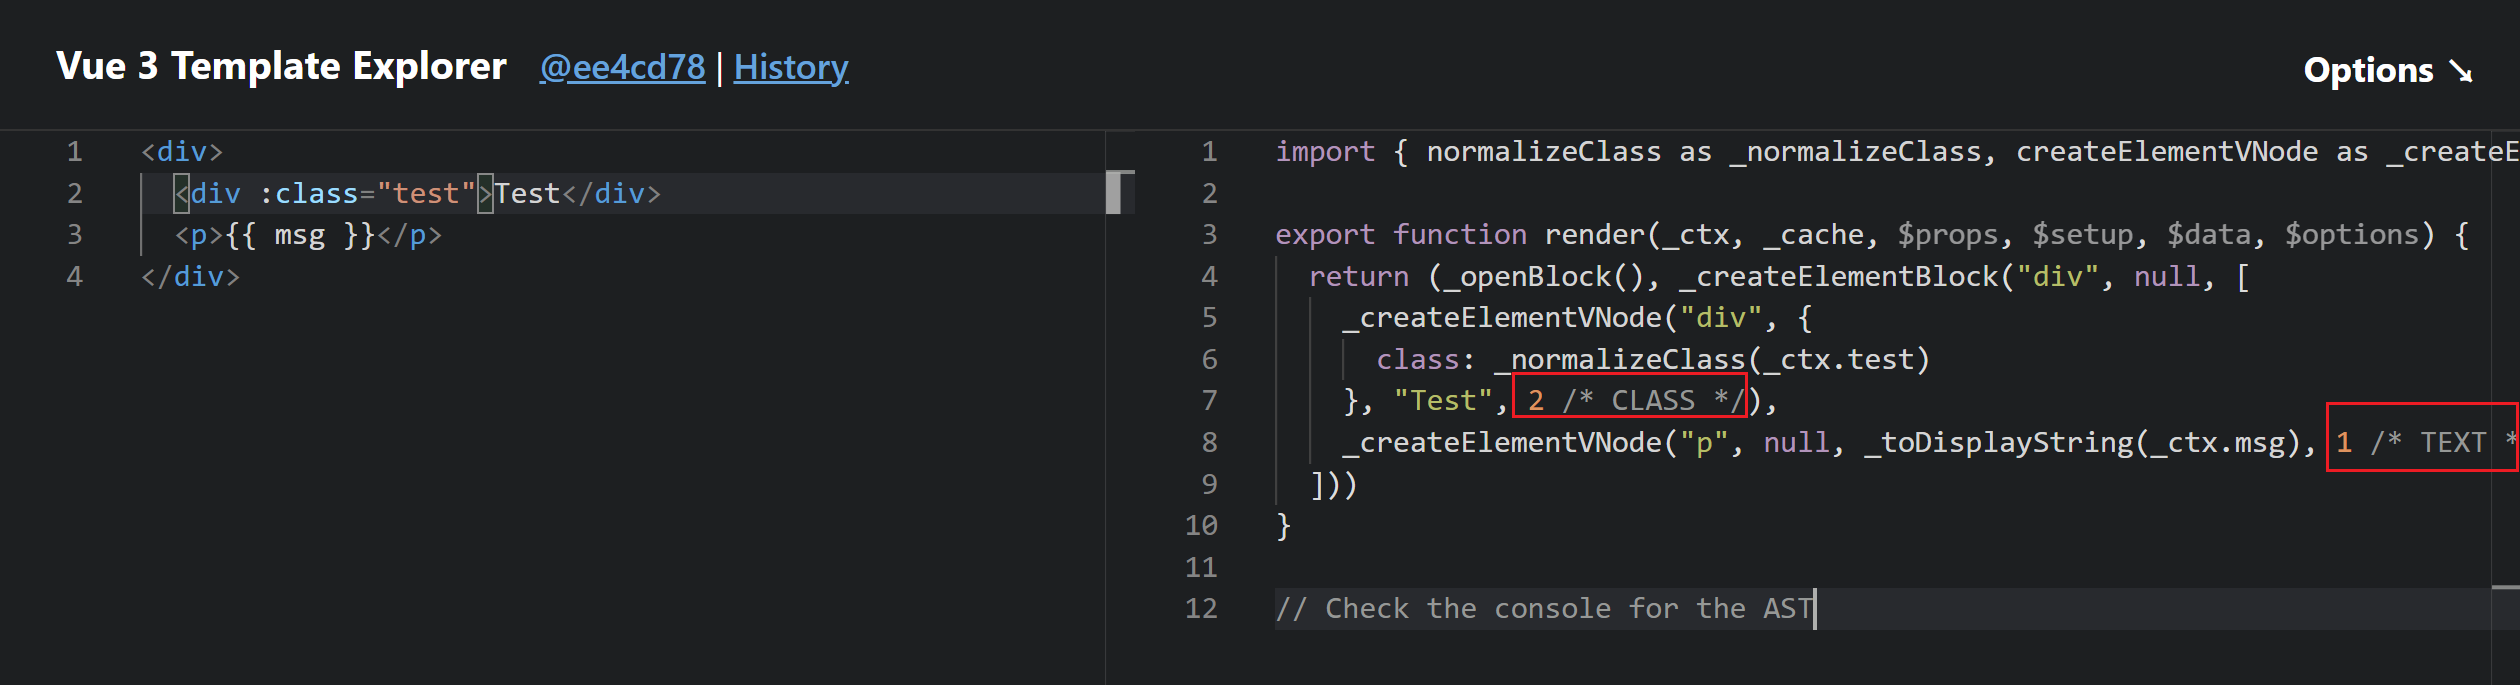 Vue 3 Template Explorer @ee4cd78 | History
Options ↘
1 <div>
2 <div :class="test">Test</div>
3 <p>{{ msg }}</p>
4 </div>
1 import { normalizeClass as _normalizeClass, createElementVNode as _createE
2
3 export function render(_ctx, _cache, $props, $setup, $data, $options) {
4 return (_openBlock(), _createElementBlock("div", null, [
5 _createElementVNode("div", {
6 class: _normalizeClass(_ctx.test)
7 }, "Test", 2 /* CLASS */),
8 _createElementVNode("p", null, _toDisplayString(_ctx.msg), 1 /* TEXT *
9 ]))
10 }
11
12 // Check the console for the AST